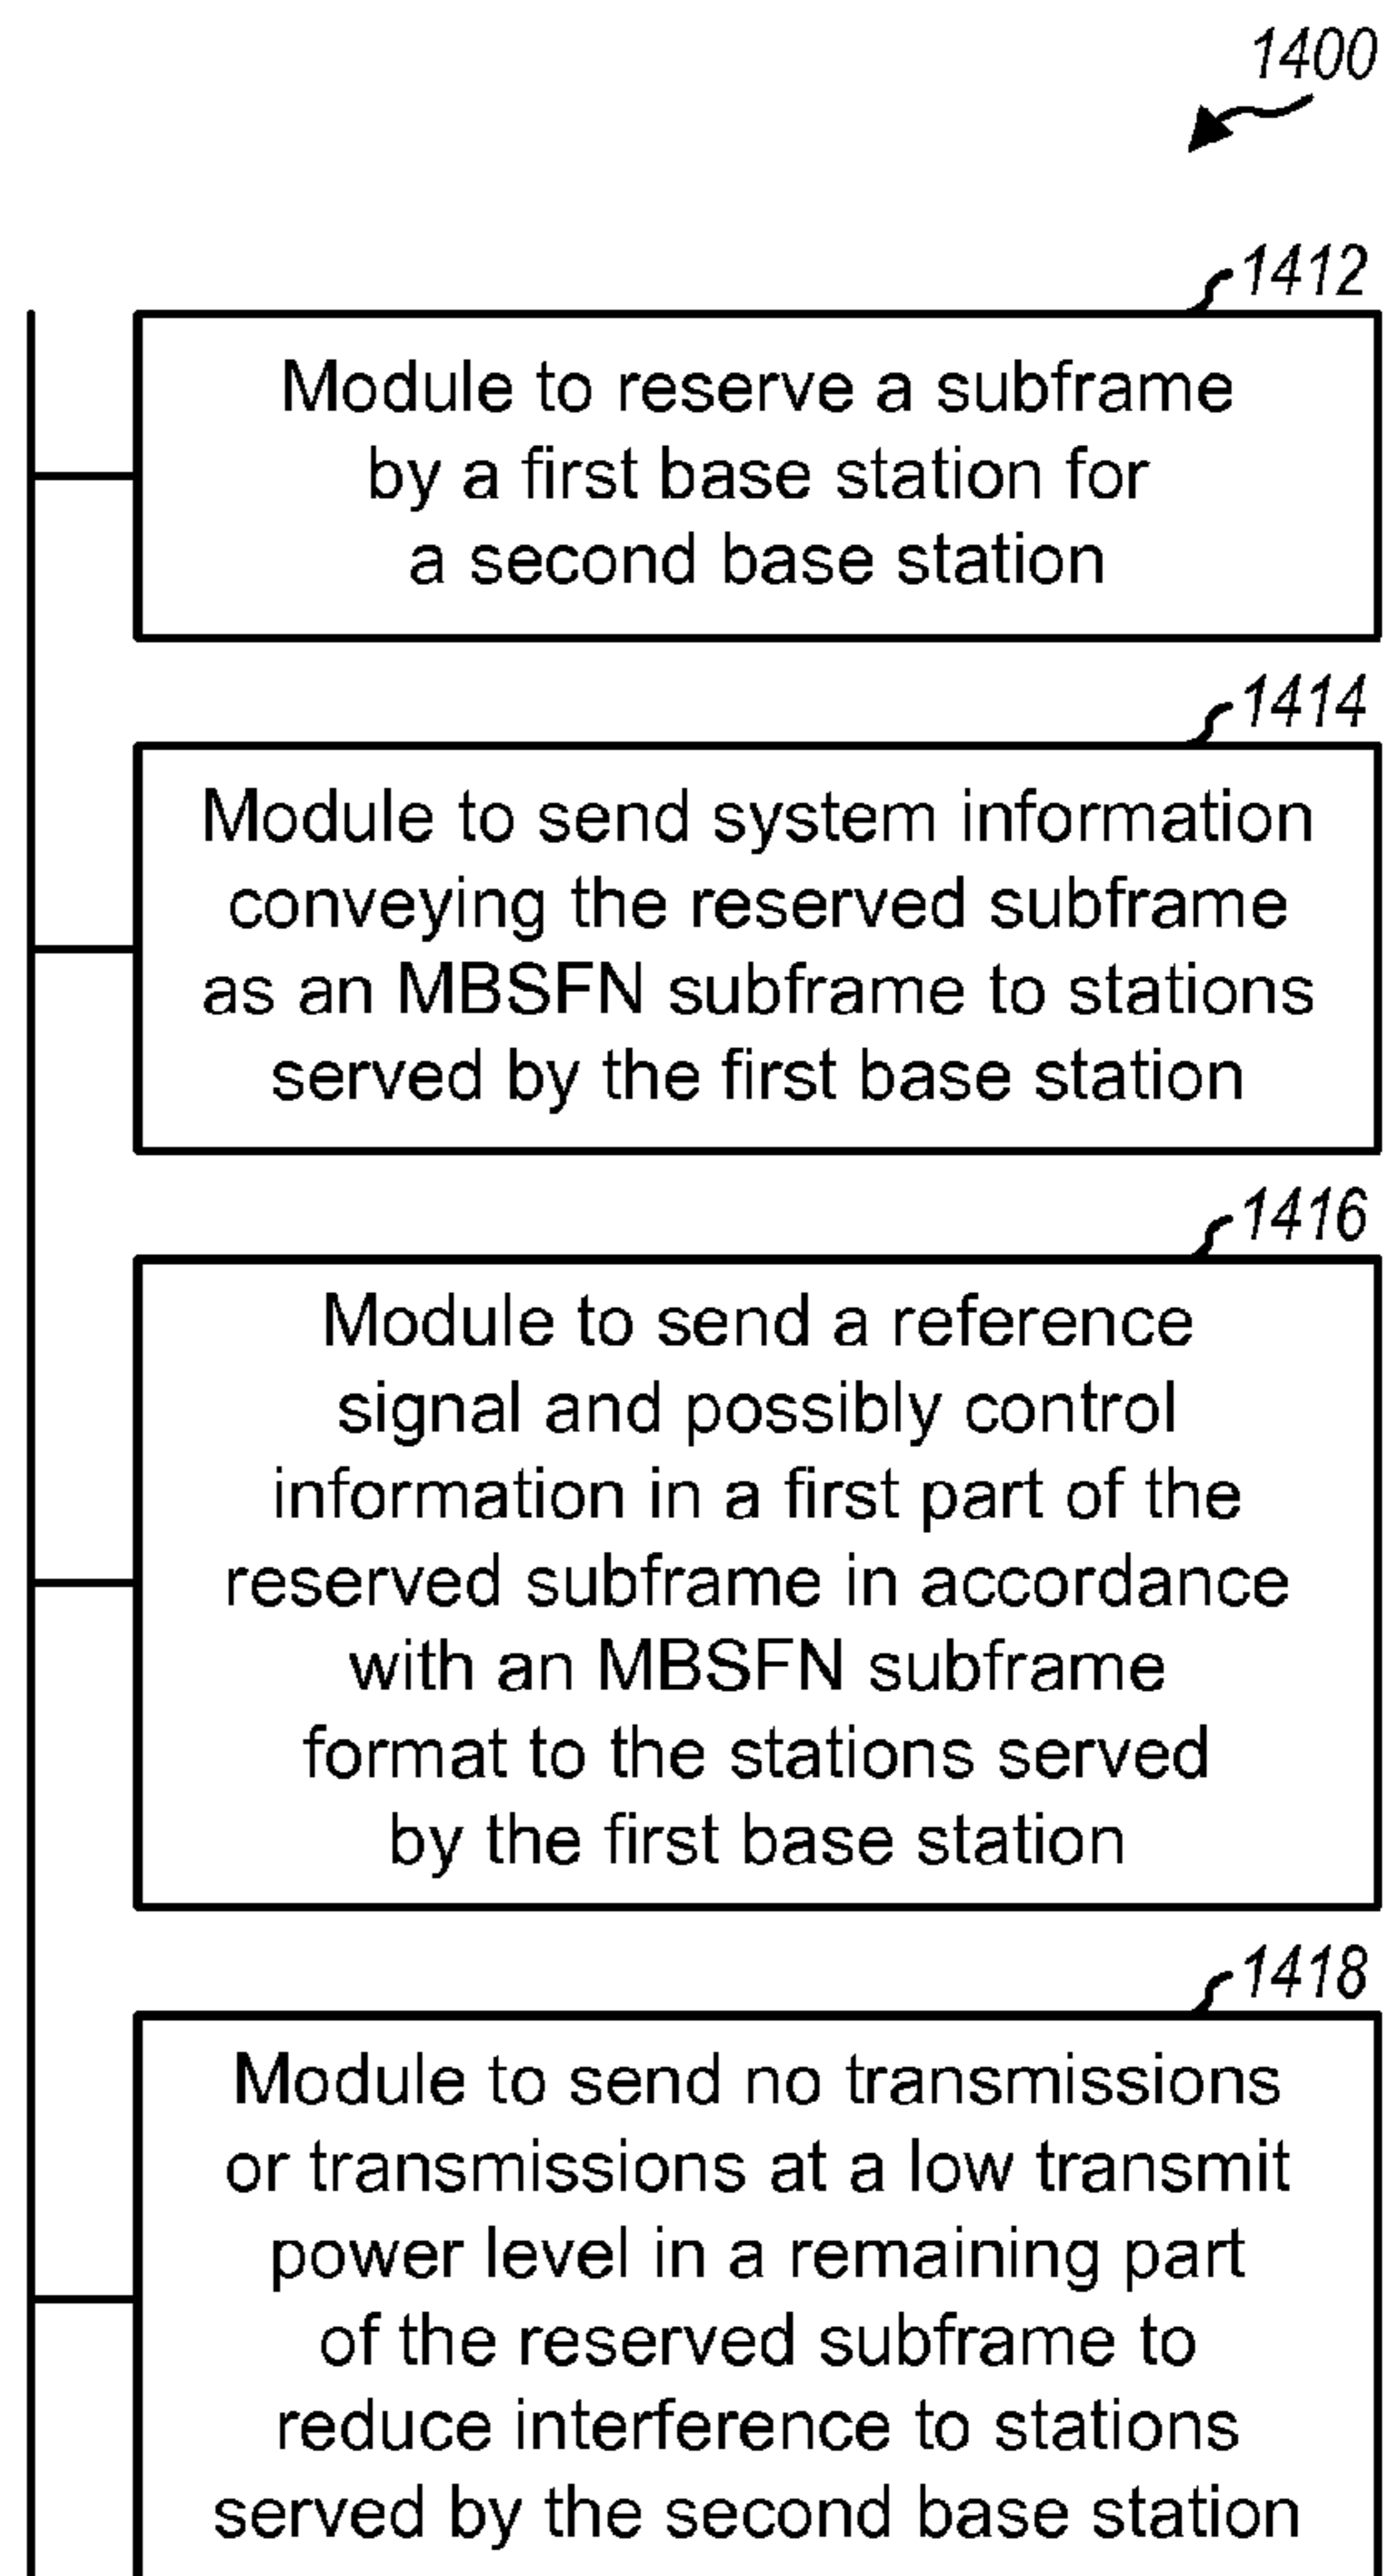 1400
1412
Module to reserve a subframe
by a first base station for
a second base station
1414
Module to send system information
conveying the reserved subframe
as an MBSFN subframe to stations
served by the first base station
1416
Module to send a reference
signal and possibly control
information in a first part of the
reserved subframe in accordance
with an MBSFN subframe
format to the stations served
by the first base station
1418
Module to send no transmissions
or transmissions at a low transmit
power level in a remaining part
of the reserved subframe to
reduce interference to stations
served by the second base station